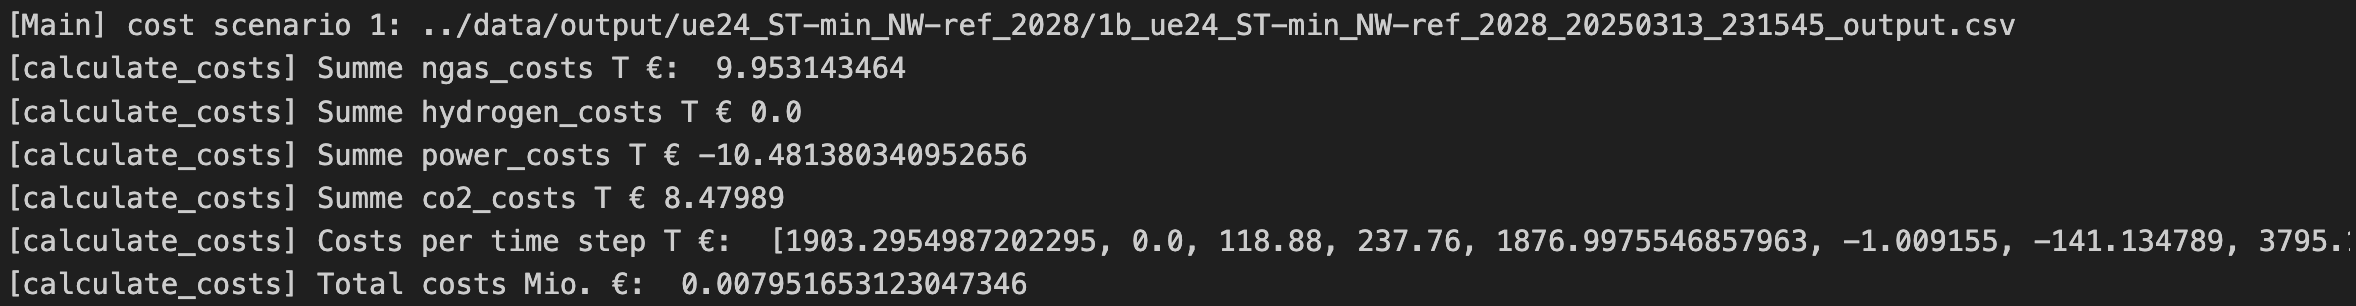 [Main] cost scenario 1: ../data/output/ue24_ST-min_NW-ref_2028/1b_ue24_ST-min_NW-ref_2028_20250313_231545_output.csv
[calculate_costs] Summe ngas_costs T €:  9.953143464
[calculate_costs] Summe hydrogen_costs T € 0.0
[calculate_costs] Summe power_costs T € -10.481380340952656
[calculate_costs] Summe co2_costs T € 8.47989
[calculate_costs] Costs per time step T €:  [1903.2954987202295, 0.0, 118.88, 237.76, 1876.9975546857963, -1.009155, -141.134789, 3795.
[calculate_costs] Total costs Mio. €:  0.007951653123047346